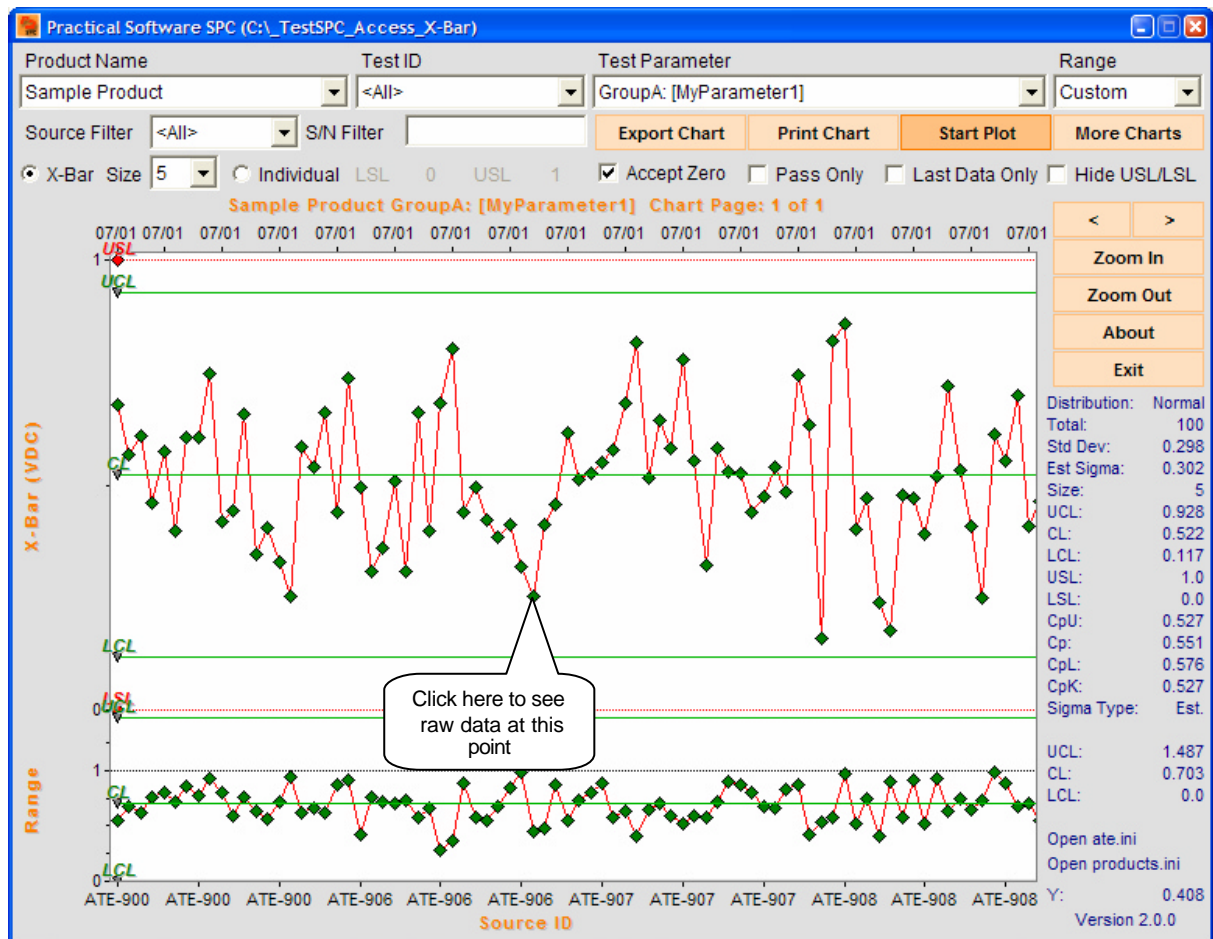 Practical Software SPC (C:\_TestSPC_Access_X-Bar)
Product Name Test ID Test Parameter Range
Sample Product <All> GroupA: [MyParameter1] Custom
Source Filter <All> S/N Filter Export Chart Print Chart Start Plot More Charts
X-Bar Size 5 Individual LSL 0 USL 1 Accept Zero Pass Only Last Data Only Hide USL/LSL
Sample Product GroupA: [MyParameter1] Chart Page: 1 of 1
< >
07/01 07/01 07/01 07/01 07/01 07/01 07/01 07/01 07/01 07/01 07/01 07/01 07/01 07/01 07/01 07/01 07/01
Zoom In
Zoom Out
About
Exit
1
USL
UCL
CL
LCL
LSL
0
UCL
X-Bar (VDC)
Click here to see
raw data at this
point
1
CL
LCL
0
Range
ATE-900 ATE-900 ATE-900 ATE-906 ATE-906 ATE-906 ATE-907 ATE-907 ATE-907 ATE-908 ATE-908 ATE-908
Source ID
Distribution: Normal
Total: 100
Std Dev: 0.298
Est Sigma: 0.302
Size: 5
UCL: 0.928
CL: 0.522
LCL: 0.117
USL: 1.0
LSL: 0.0
CpU: 0.527
Cp: 0.551
CpL: 0.576
CpK: 0.527
Sigma Type: Est.
UCL: 1.487
CL: 0.703
LCL: 0.0
Open ate.ini
Open products.ini
Y: 0.408
Version 2.0.0